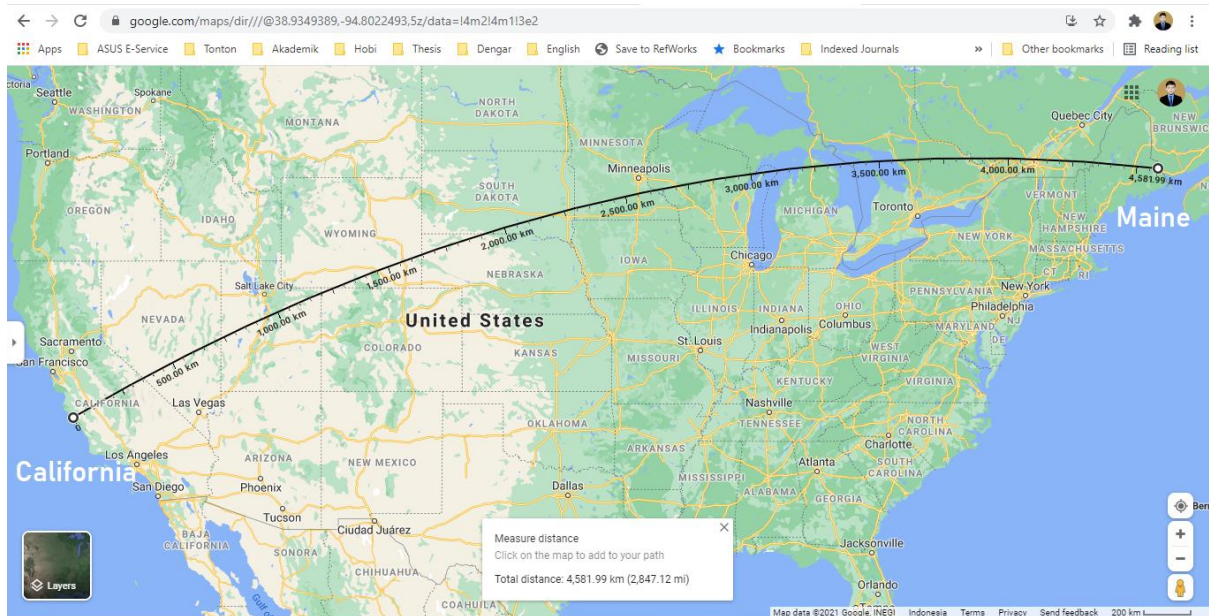 google.com/maps/dir///@38.9349389,-94.8022493,5z/data=!4m2!4m1!3e2
Apps ASUS E-Service Tonton Akademik Hobi Thesis Dengar English Save to RefWorks Bookmarks Indexed Journals » Other bookmarks Reading list
Seattle
Spokane
WASHINGTON
NORTH
DAKOTA
MONTANA
Quebec City
NEW
BRUNSWIC
MINNESOTA
Portland
Minneapolis
4,581.99 km
4,000.00 km
3,500.00 km
3,000.00 km
2,500.00 km
2,000.00 km
1,500.00 km
1,000.00 km
500.00 km
0
SOUTH
DAKOTA
OREGON
IDAHO
WYOMING
MICHIGAN
Toronto
VERMONT
Maine
NEW
HAMPSHIRE
NEW YORK
MASSACHUSETTS
CT RI
IOWA
Chicago
Salt Lake City
NEBRASKA
New York
PENNSYLVANIA
Philadelphia
NJ
NEVADA
United States
ILLINOIS
INDIANA
OHIO
Indianapolis
Columbus
MARYLAND
DE
Sacramento
San Francisco
COLORADO
KANSAS
St. Louis
MISSOURI
WEST
VIRGINIA
KENTUCKY
VIRGINIA
CALIFORNIA
Las Vegas
Nashville
TENNESSEE
NORTH
CAROLINA
Charlotte
OKLAHOMA
ARKANSAS
Los Angeles
California
ARIZONA
NEW MEXICO
Atlanta
SOUTH
CAROLINA
MISSISSIPPI
San Diego
Phoenix
Dallas
ALABAMA
GEORGIA
Tucson
Ciudad Juárez
BAJA
CALIFORNIA
SONORA
CHIHUAHUA
COAHUILA
Jacksonville
Orlando
Layers
Measure distance
Click on the map to add to your path
Total distance: 4,581.99 km (2,847.12 mi)
Map data ©2021 Google, INEGI Indonesia Terms Privacy Send feedback 200 km